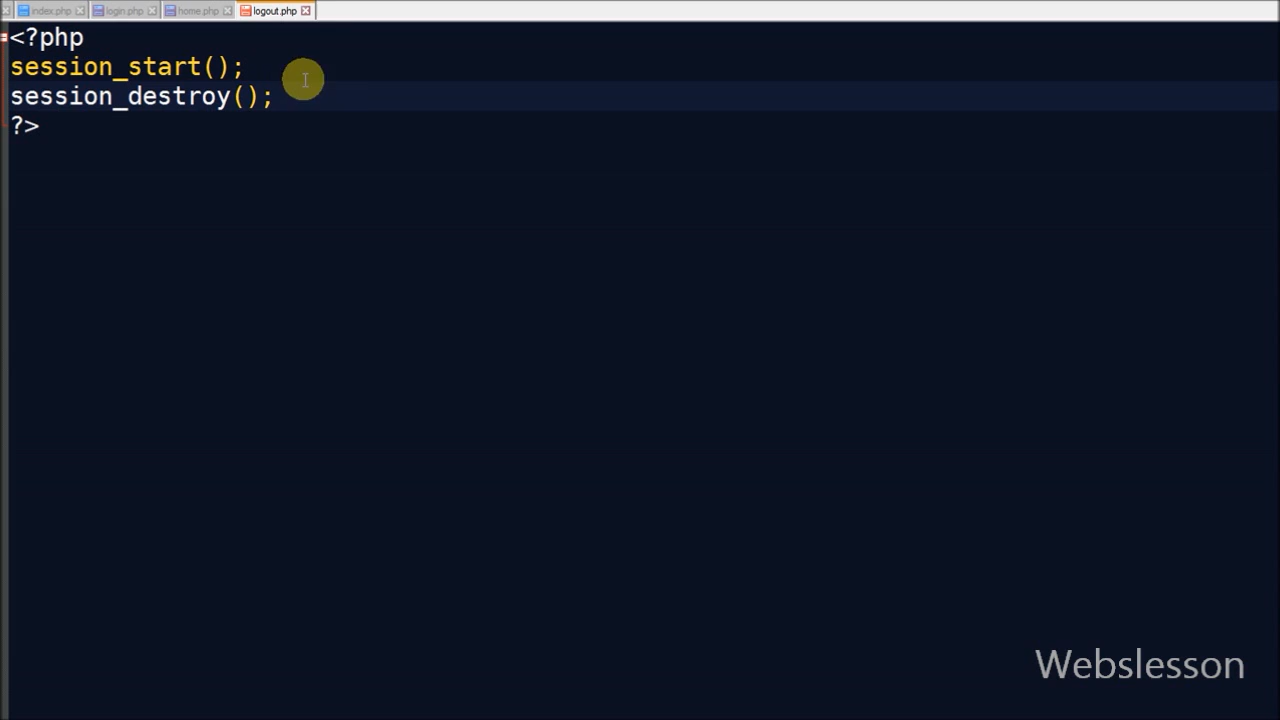 index.php login.php home.php logout.php
<?php
session_start();
session_destroy();
?>
Webslesson